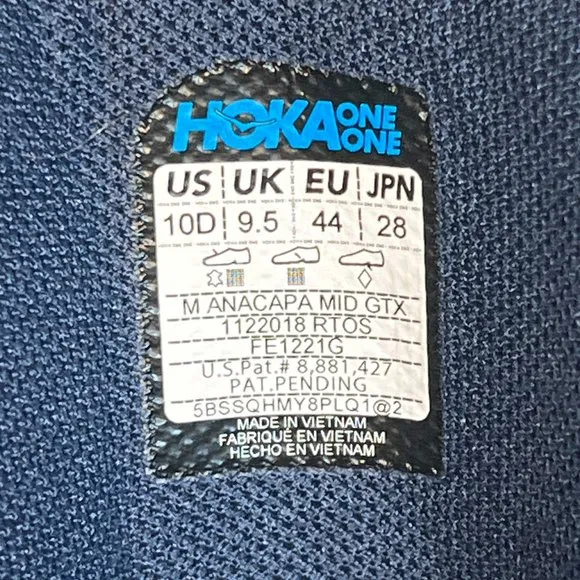 HOKA ONE ONE
US UK EU JPN
10D 9.5 44 28
M ANACAPA MID GTX
1122018 RTOS
FE1221G
U.S.Pat.# 8,881,427
PAT.PENDING
5BSSQHMY8PLQ1@2
MADE IN VIETNAM
FABRIQUÉ EN VIETNAM
HECHO EN VIETNAM